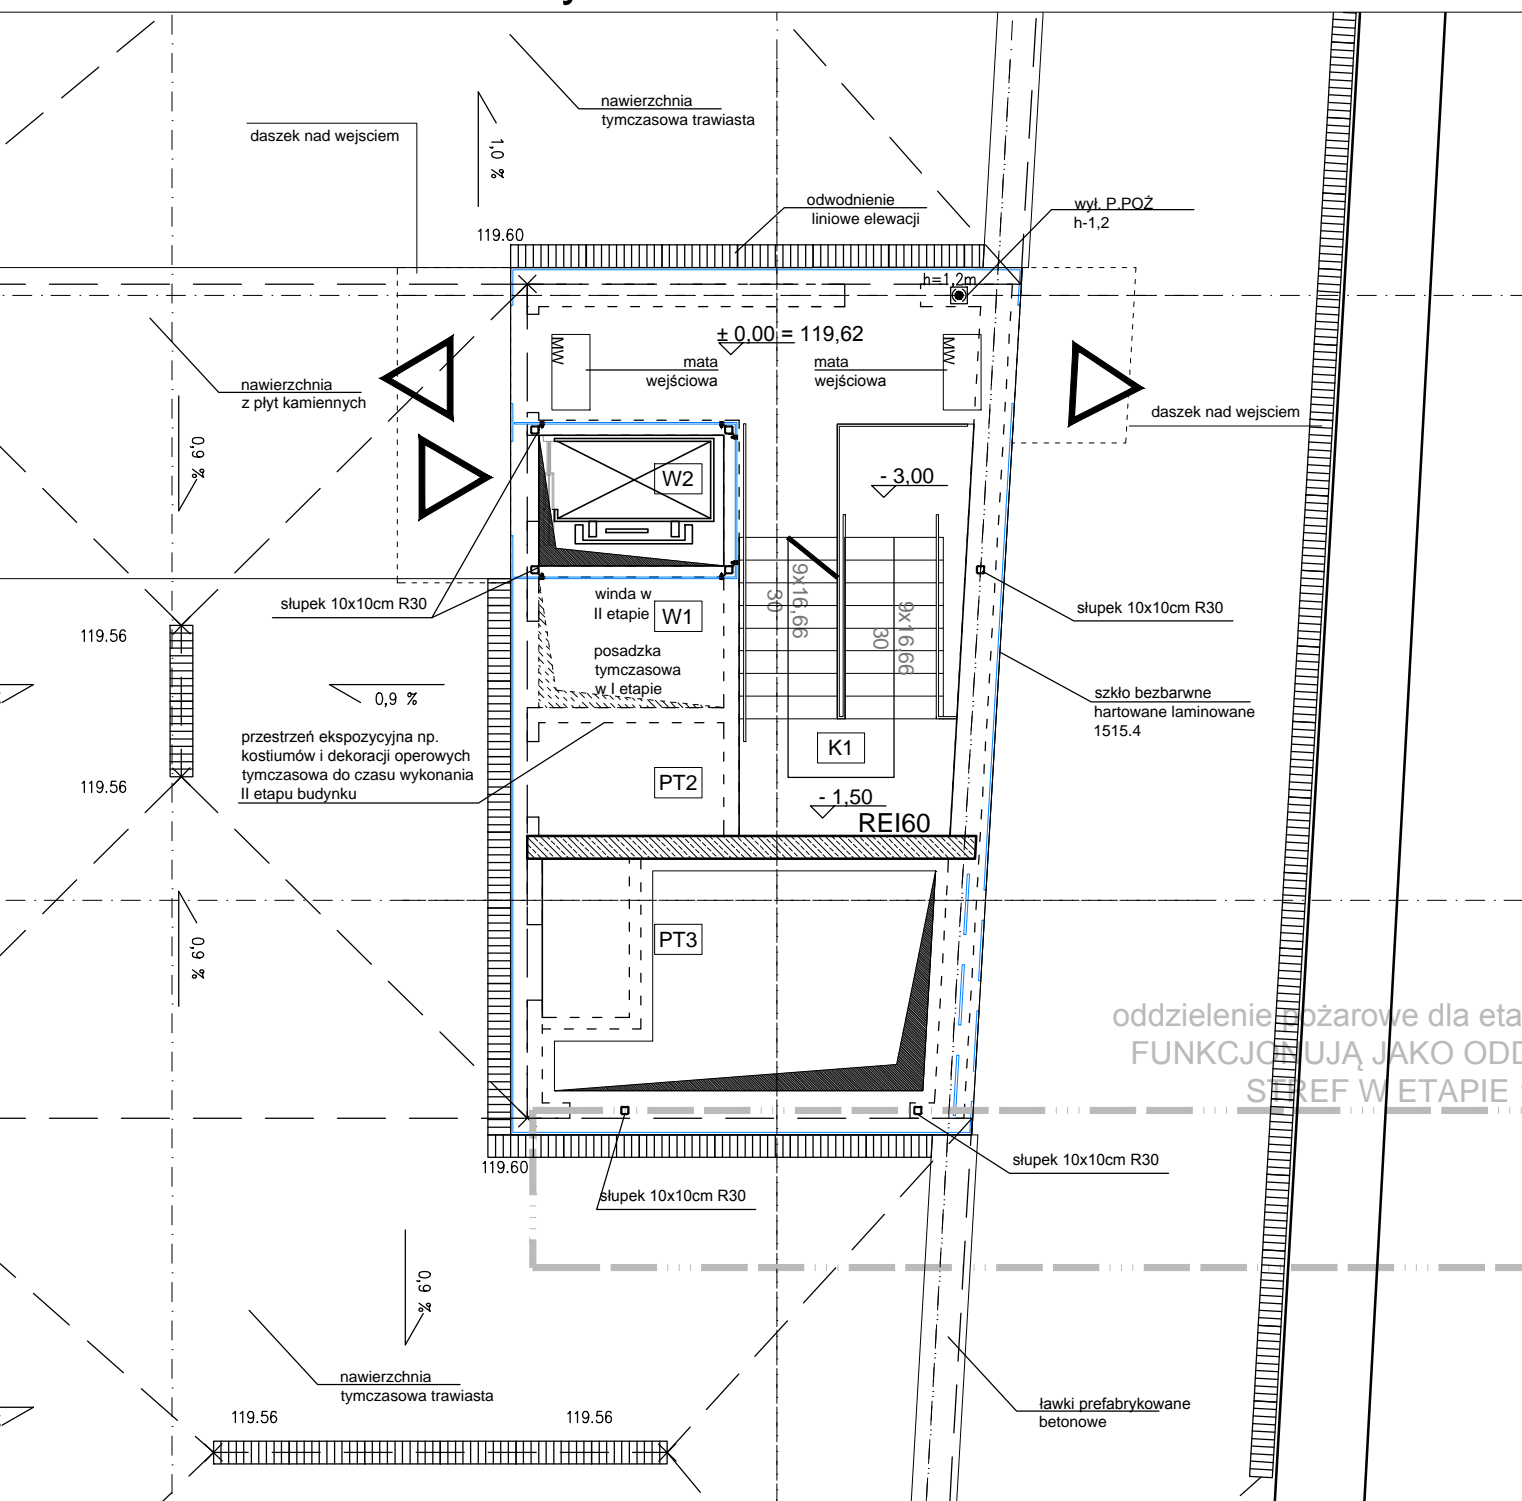 nawierzchnia
tymczasowa trawiasta
daszek nad wejsciem
1,0 %
odwodnienie
liniowe elewacji
wył. P.POŻ
h-1,2
119.60
h=1,2m
± 0,00 = 119,62
MW
mata
wejściowa
mata
wejściowa
MW
nawierzchnia
z płyt kamiennych
daszek nad wejsciem
0,9 %
W2
- 3,00
słupek 10x10cm R30
winda w
II etapie
W1
9x16,66
30
9x16,66
30
słupek 10x10cm R30
119.56
posadzka
tymczasowa
w I etapie
0,9 %
szkło bezbarwne
hartowane laminowane
1515.4
przestrzeń ekspozycyjna np.
kostiumów i dekoracji operowych
tymczasowa do czasu wykonania
II etapu budynku
K1
PT2
119.56
- 1,50
REI60
PT3
0,9 %
oddzielenie pożarowe dla eta
FUNKCJONUJĄ JAKO ODD
STREF W ETAPIE
119.60
słupek 10x10cm R30
słupek 10x10cm R30
0,9 %
nawierzchnia
tymczasowa trawiasta
ławki prefabrykowane
betonowe
119.56
119.56